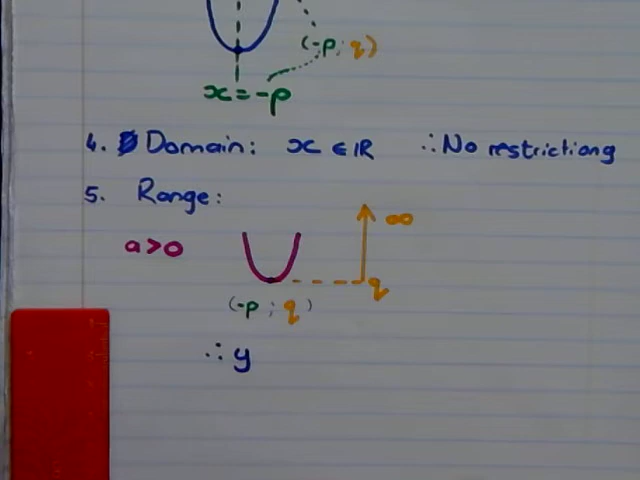 (-p; q)
x = -p
4. Domain: x ∈ ℝ ∴ No restrictions
5. Range:
a > 0
∞
q
(-p ; q)
∴ y